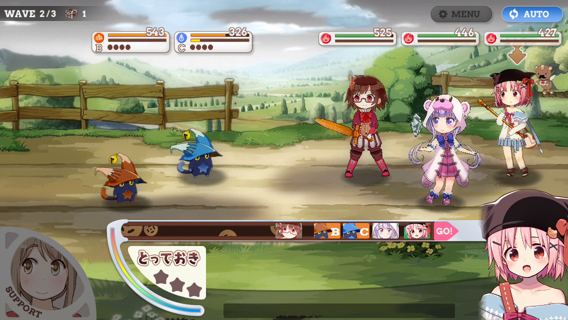 WAVE 2/3 1
MENU
AUTO
543
B
326
C
525
446
427
B C GO!
とっておき
SUPPORT